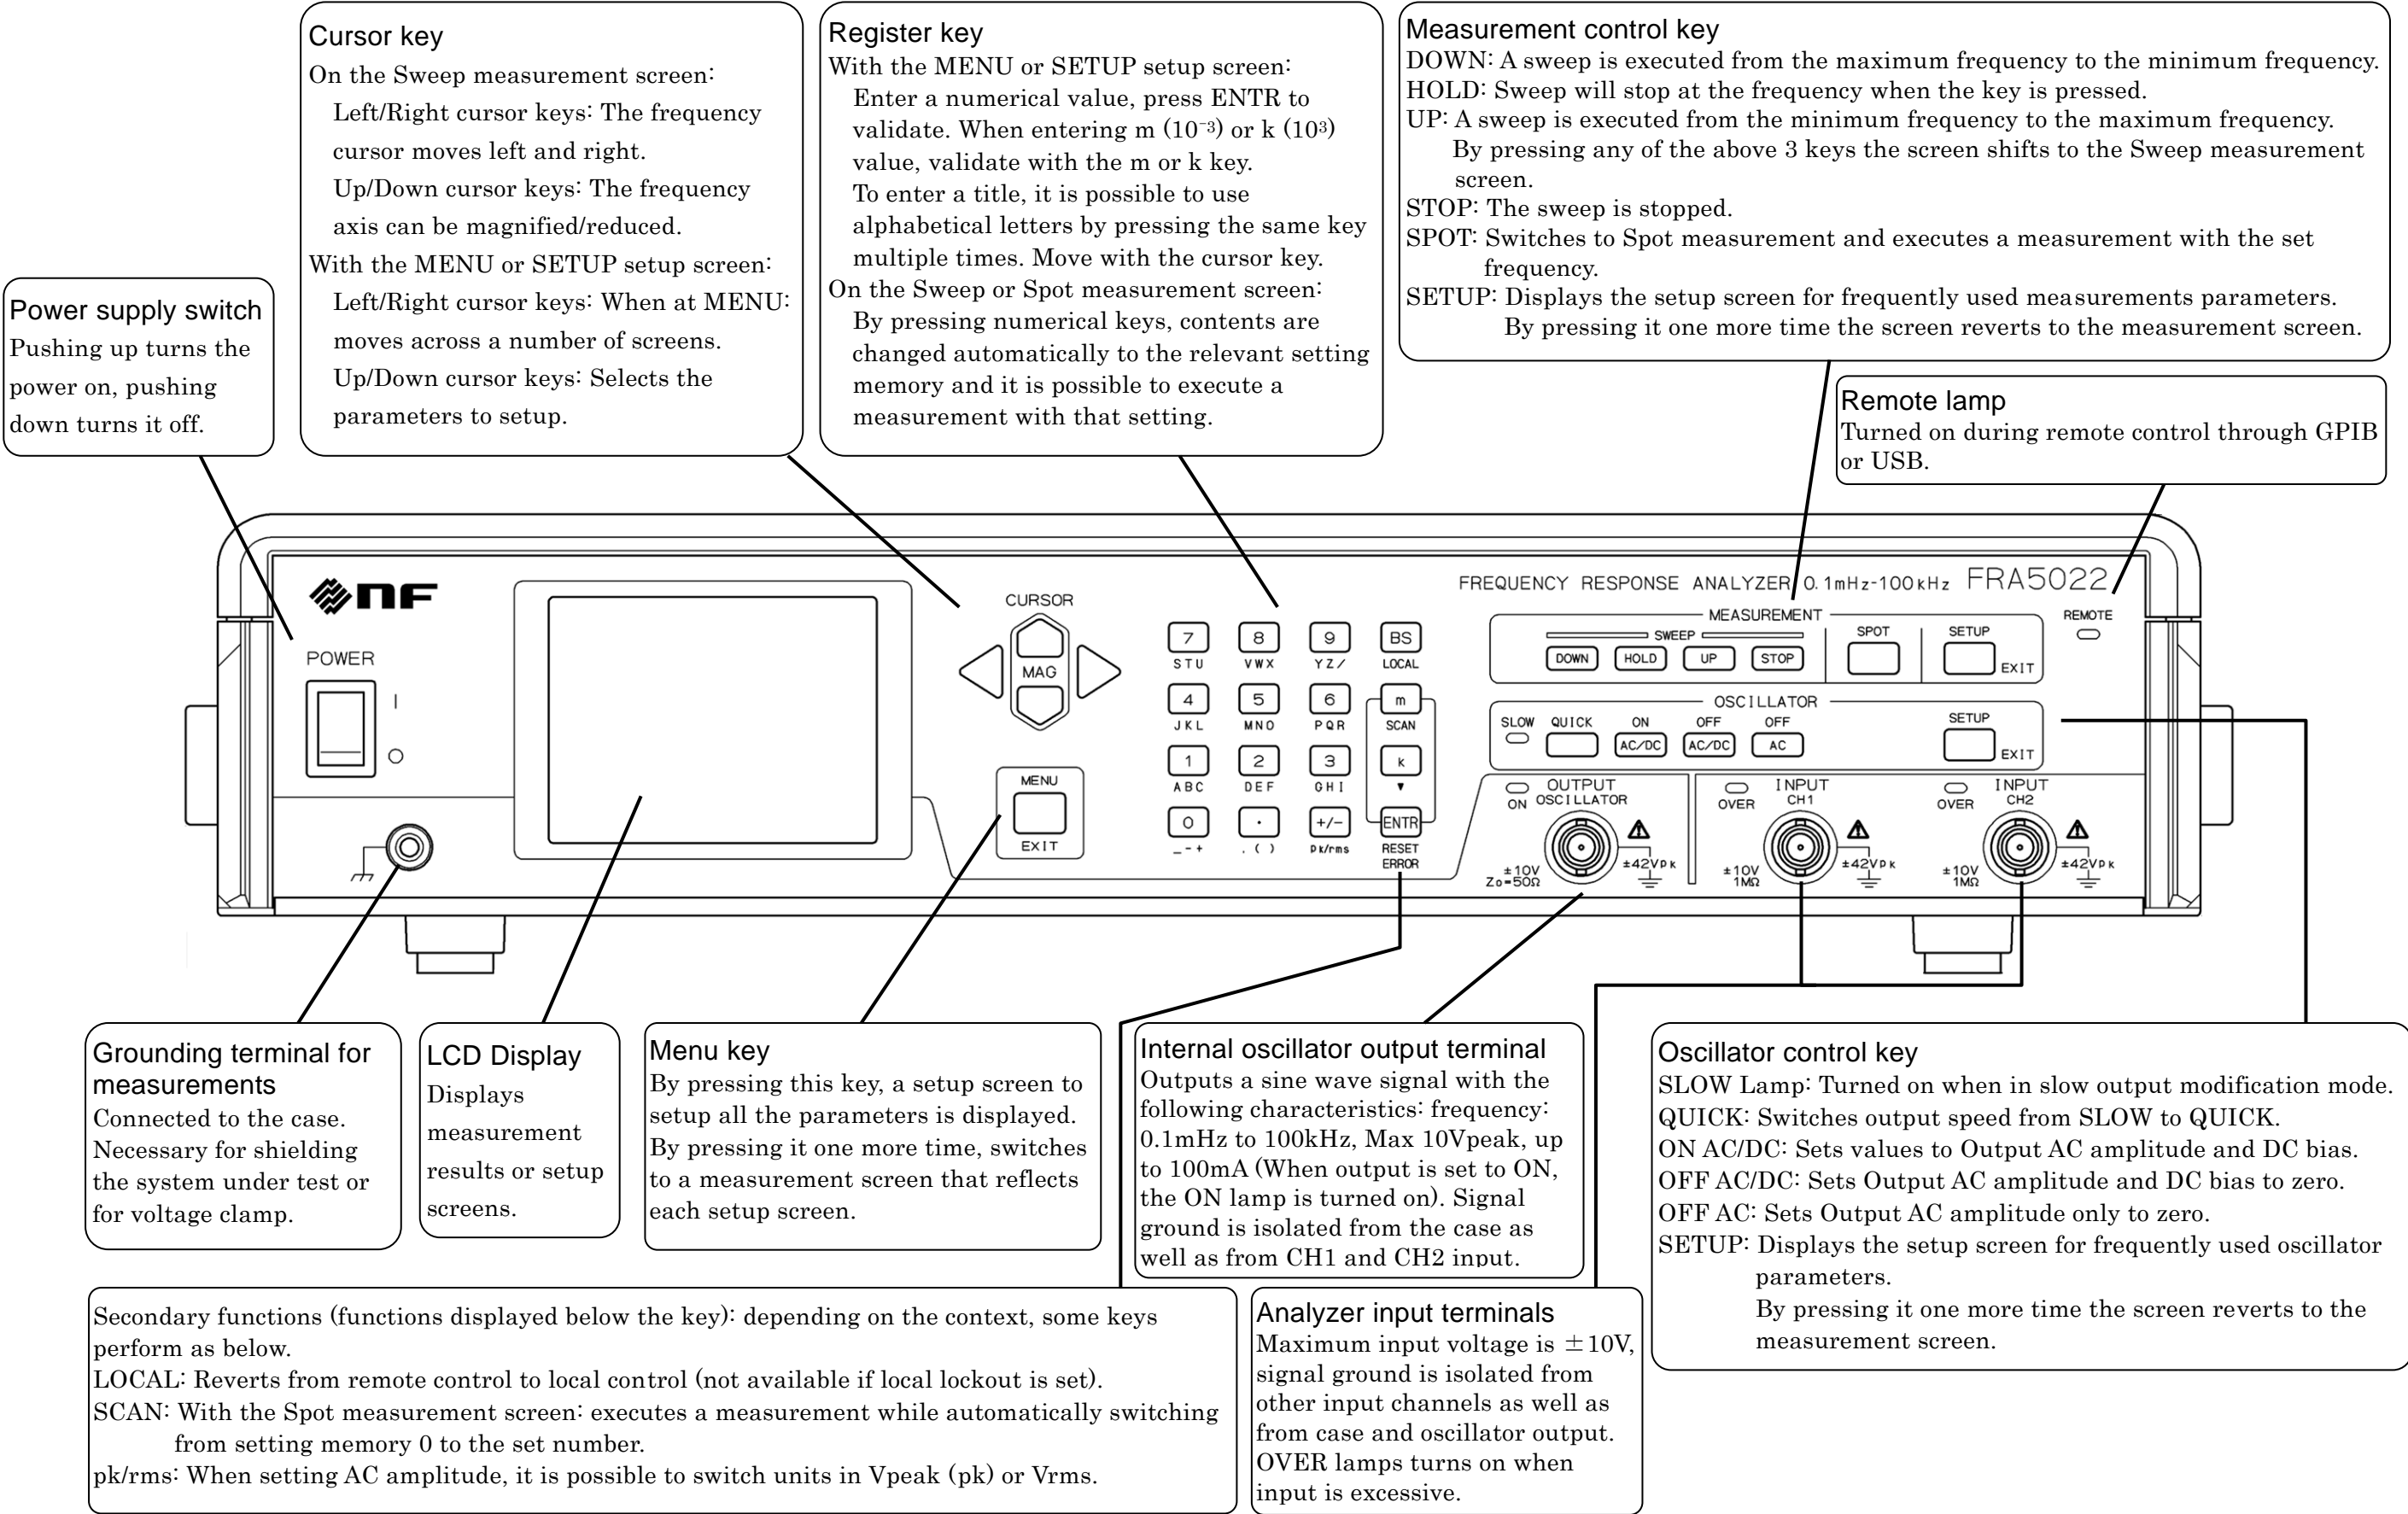 Cursor key
On the Sweep measurement screen:
Left/Right cursor keys: The frequency
cursor moves left and right.
Up/Down cursor keys: The frequency
axis can be magnified/reduced.
With the MENU or SETUP setup screen:
Left/Right cursor keys: When at MENU:
moves across a number of screens.
Up/Down cursor keys: Selects the
parameters to setup.
Register key
With the MENU or SETUP setup screen:
Enter a numerical value, press ENTR to
validate. When entering m (10⁻³) or k (10³)
value, validate with the m or k key.
To enter a title, it is possible to use
alphabetical letters by pressing the same key
multiple times. Move with the cursor key.
On the Sweep or Spot measurement screen:
By pressing numerical keys, contents are
changed automatically to the relevant setting
memory and it is possible to execute a
measurement with that setting.
Measurement control key
DOWN: A sweep is executed from the maximum frequency to the minimum frequency.
HOLD: Sweep will stop at the frequency when the key is pressed.
UP: A sweep is executed from the minimum frequency to the maximum frequency.
By pressing any of the above 3 keys the screen shifts to the Sweep measurement
screen.
STOP: The sweep is stopped.
SPOT: Switches to Spot measurement and executes a measurement with the set
frequency.
SETUP: Displays the setup screen for frequently used measurements parameters.
By pressing it one more time the screen reverts to the measurement screen.
Power supply switch
Pushing up turns the
power on, pushing
down turns it off.
Remote lamp
Turned on during remote control through GPIB
or USB.
nF
FREQUENCY RESPONSE ANALYZER 0.1mHz-100kHz FRA5022
POWER
I
O
CURSOR
MAG
MENU
EXIT
7 8 9 BS
STU VWX YZ/ LOCAL
4 5 6 m
JKL MNO PQR SCAN
1 2 3 k
ABC DEF GHI ▼
0 . +/- ENTR
_-+ .() pk/rms RESET
ERROR
MEASUREMENT
REMOTE
SWEEP SPOT SETUP
DOWN HOLD UP STOP EXIT
OSCILLATOR
SLOW QUICK ON OFF OFF SETUP
AC/DC AC/DC AC EXIT
ON OUTPUT
OSCILLATOR
±10V
Zo=50Ω
±42Vpk
OVER INPUT
CH1
±10V
1MΩ
±42Vpk
OVER INPUT
CH2
±10V
1MΩ
±42Vpk
Grounding terminal for
measurements
Connected to the case.
Necessary for shielding
the system under test or
for voltage clamp.
LCD Display
Displays
measurement
results or setup
screens.
Menu key
By pressing this key, a setup screen to
setup all the parameters is displayed.
By pressing it one more time, switches
to a measurement screen that reflects
each setup screen.
Internal oscillator output terminal
Outputs a sine wave signal with the
following characteristics: frequency:
0.1mHz to 100kHz, Max 10Vpeak, up
to 100mA (When output is set to ON,
the ON lamp is turned on). Signal
ground is isolated from the case as
well as from CH1 and CH2 input.
Oscillator control key
SLOW Lamp: Turned on when in slow output modification mode.
QUICK: Switches output speed from SLOW to QUICK.
ON AC/DC: Sets values to Output AC amplitude and DC bias.
OFF AC/DC: Sets Output AC amplitude and DC bias to zero.
OFF AC: Sets Output AC amplitude only to zero.
SETUP: Displays the setup screen for frequently used oscillator
parameters.
By pressing it one more time the screen reverts to the
measurement screen.
Secondary functions (functions displayed below the key): depending on the context, some keys
perform as below.
LOCAL: Reverts from remote control to local control (not available if local lockout is set).
SCAN: With the Spot measurement screen: executes a measurement while automatically switching
from setting memory 0 to the set number.
pk/rms: When setting AC amplitude, it is possible to switch units in Vpeak (pk) or Vrms.
Analyzer input terminals
Maximum input voltage is ±10V,
signal ground is isolated from
other input channels as well as
from case and oscillator output.
OVER lamps turns on when
input is excessive.